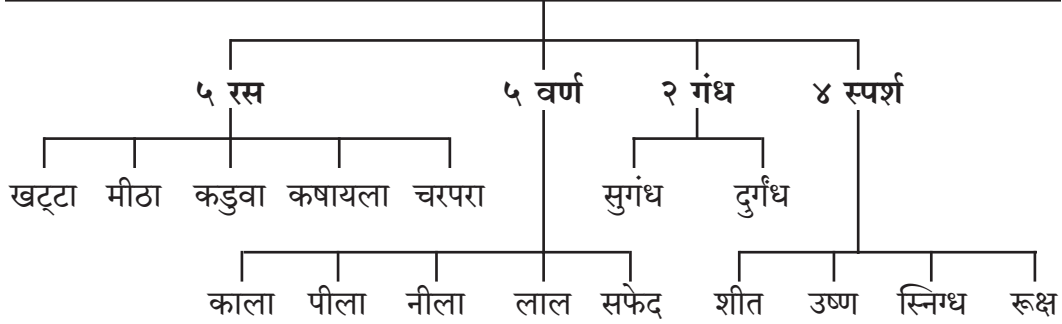 ५ रस ५ वर्ण २ गंध ४ स्पर्श
खट्टा मीठा कडुवा कषायला चरपरा सुगंध दुर्गंध
काला पीला नीला लाल सफेद शीत उष्ण स्निग्ध रूक्ष